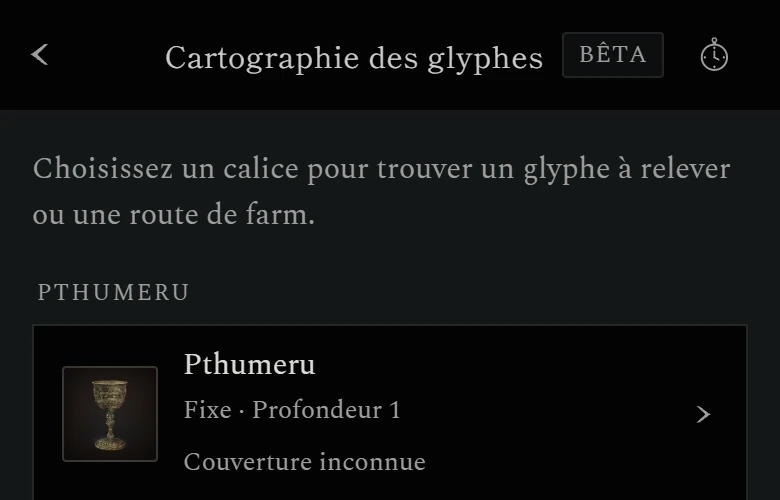 Cartographie des glyphes BÊTA
Choisissez un calice pour trouver un glyphe à relever
ou une route de farm.
PTHUMERU
Pthumeru
Fixe · Profondeur 1
Couverture inconnue